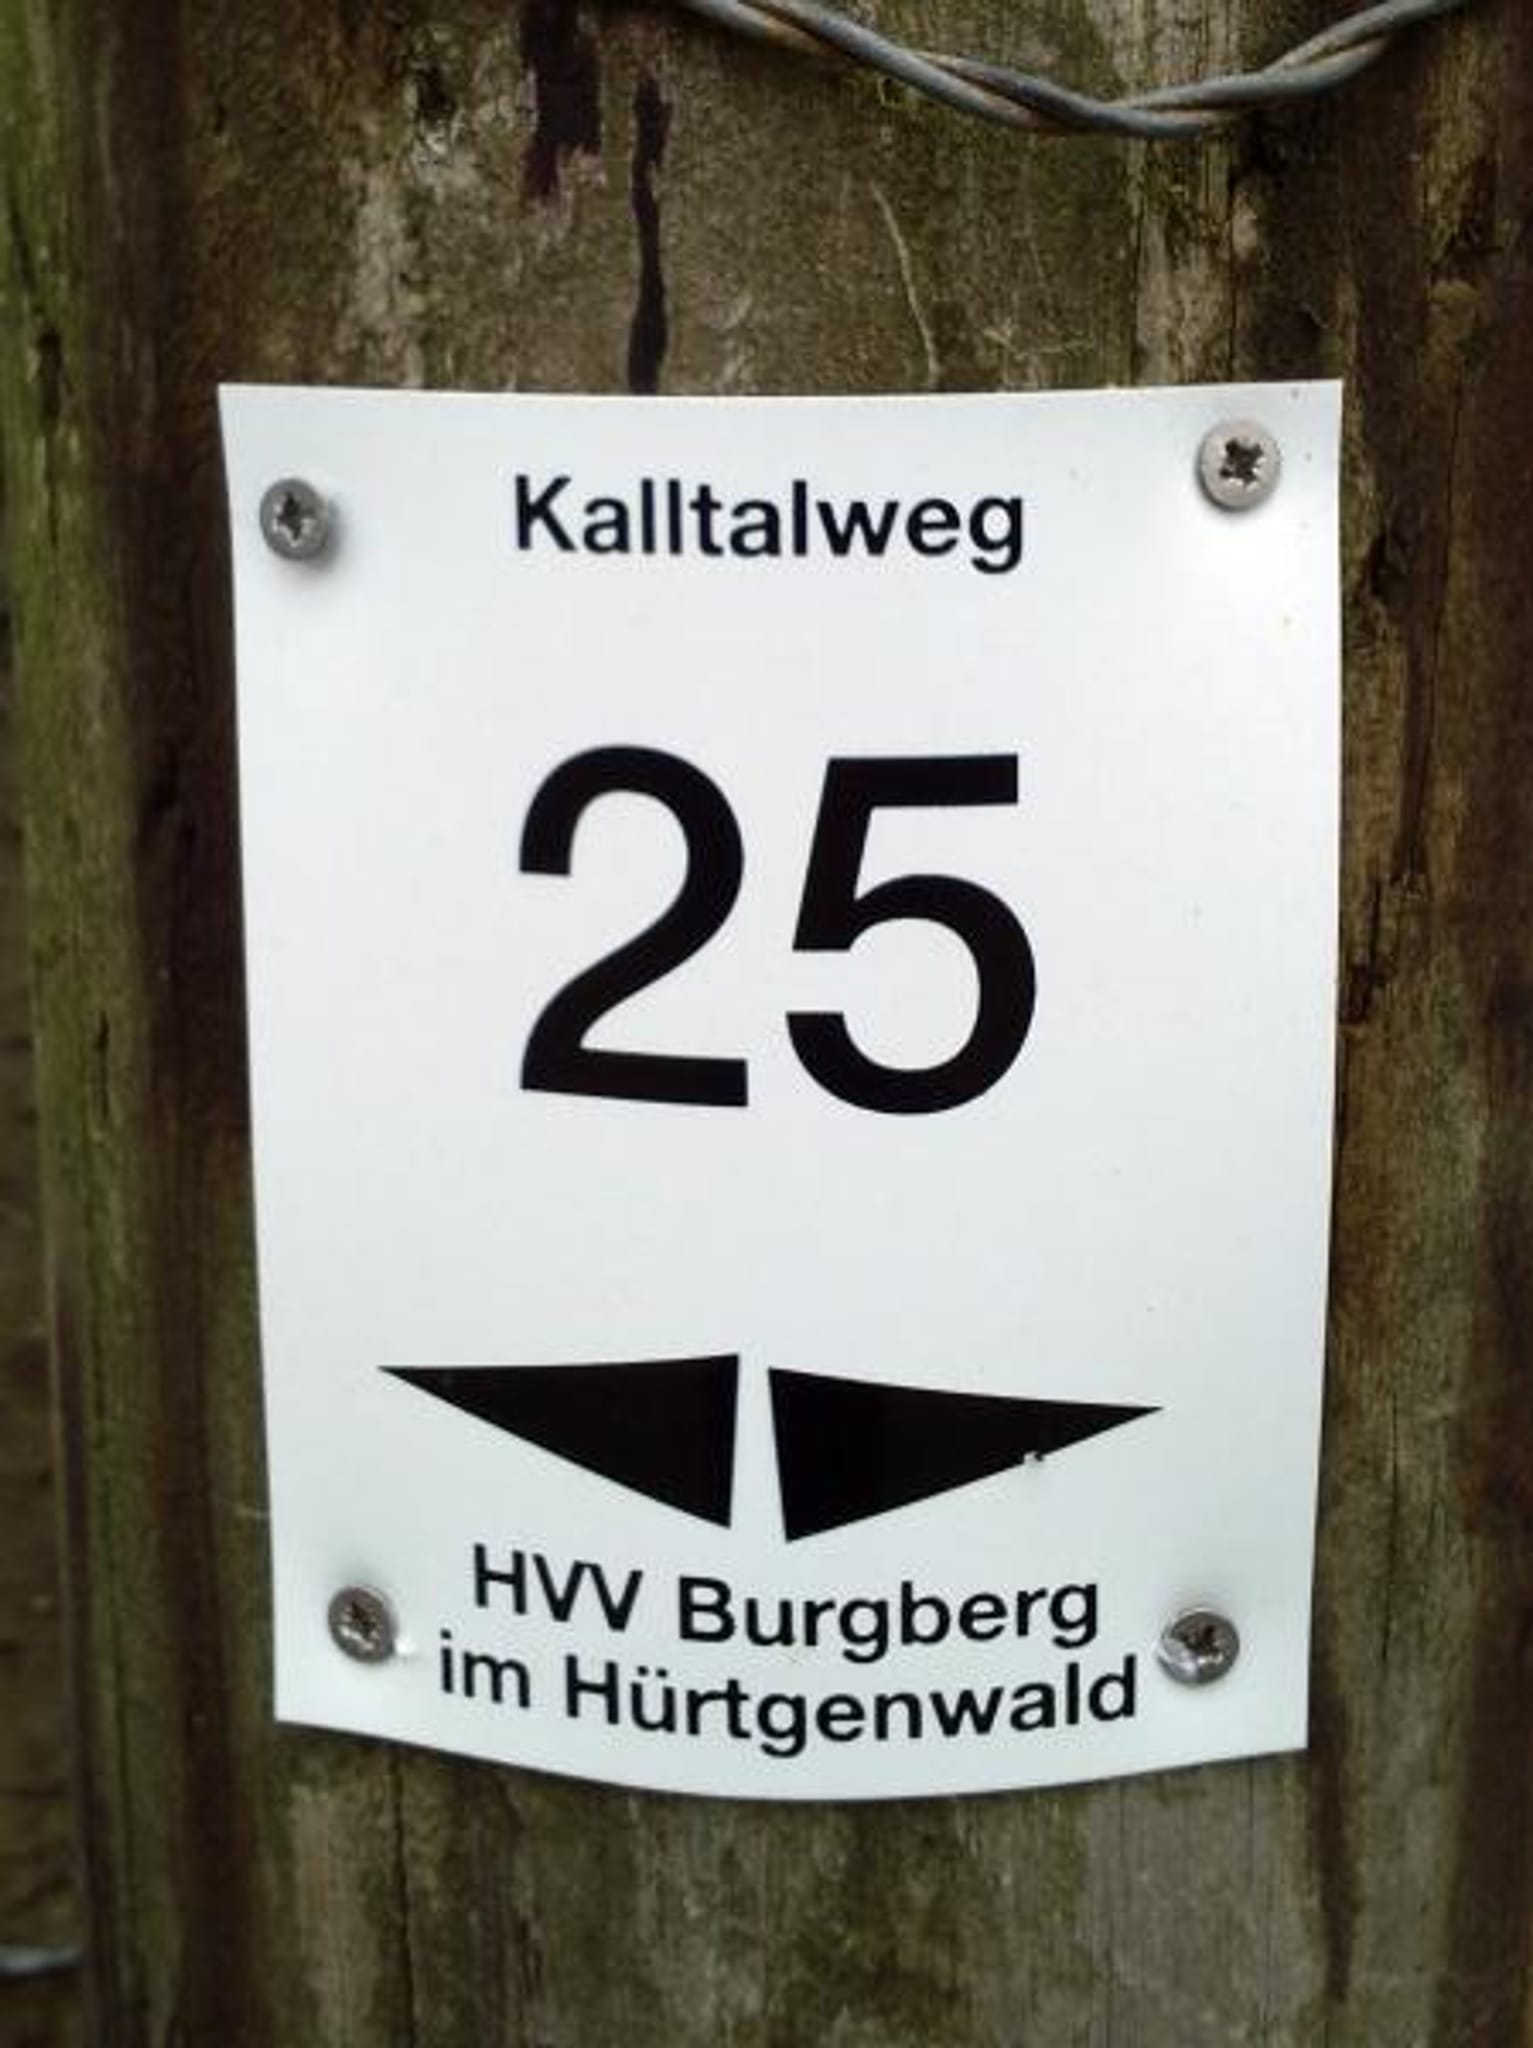 Kalltalweg
25
HVV Burgberg
im Hürtgenwald